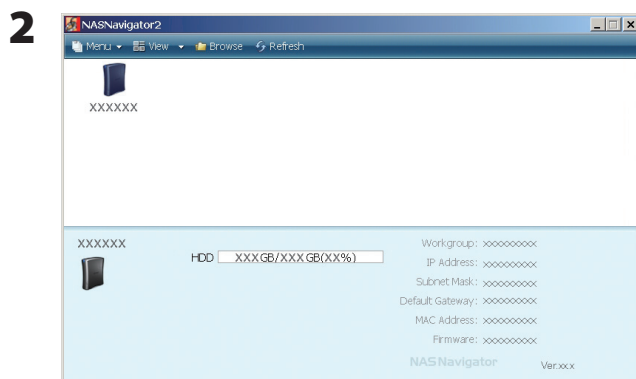 2
NASNavigator2
Menu View Browse Refresh
XXXXXX
XXXXXX
HDD XXXGB/XXXGB(XX%)
Workgroup: xxxxxxxxx
IP Address: xxxxxxxxx
Subnet Mask: xxxxxxxxx
Default Gateway: xxxxxxxxx
MAC Address: xxxxxxxxx
Firmware: xxxxxxxxx
NASNavigator
Ver.xx.x